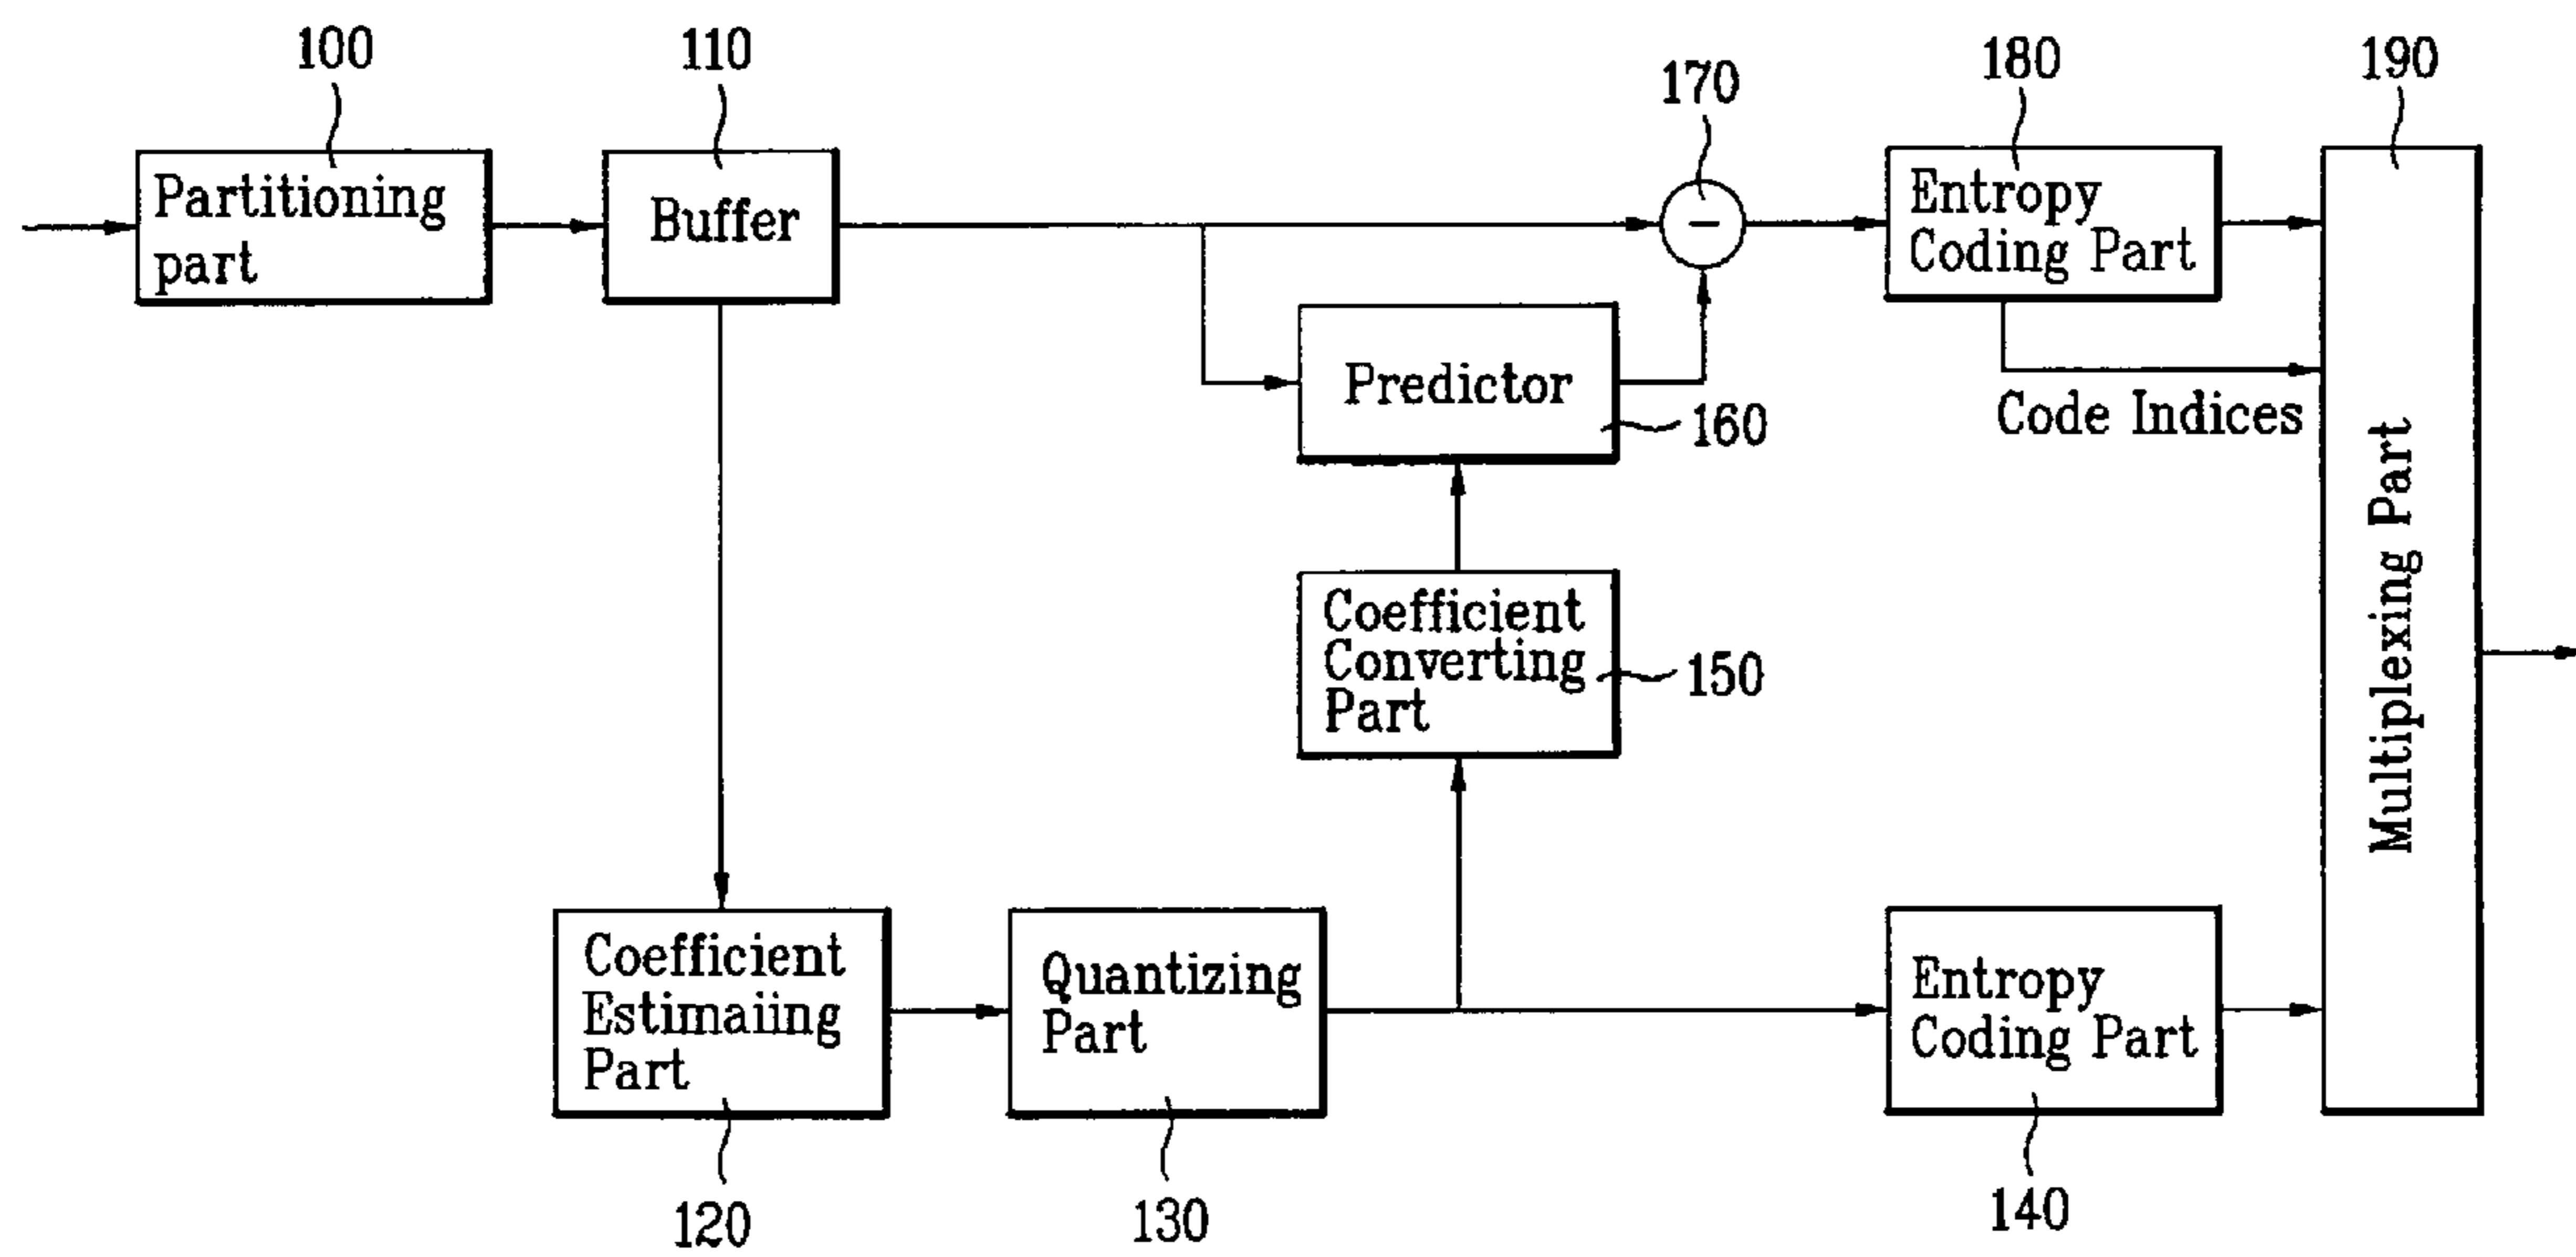 100
110
170
180
190
Partitioning
part
Buffer
−
Entropy
Coding Part
Predictor
160
Code Indices
Multiplexing Part
Coefficient
Converting
Part
150
Coefficient
Estimaiing
Part
Quantizing
Part
Entropy
Coding Part
120
130
140